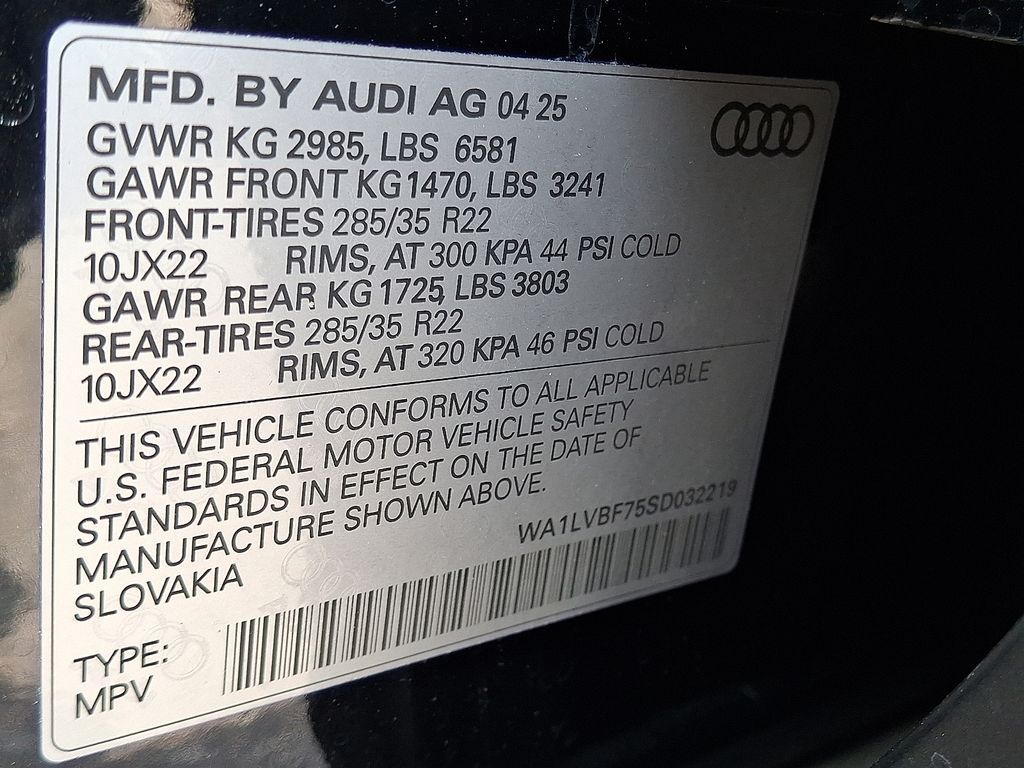 MFD. BY AUDI AG 04 25
GVWR KG 2985, LBS 6581
GAWR FRONT KG1470, LBS 3241
FRONT-TIRES 285/35 R22
10JX22 RIMS, AT 300 KPA 44 PSI COLD
GAWR REAR KG 1725, LBS 3803
REAR-TIRES 285/35 R22
10JX22 RIMS, AT 320 KPA 46 PSI COLD
THIS VEHICLE CONFORMS TO ALL APPLICABLE
U.S. FEDERAL MOTOR VEHICLE SAFETY
STANDARDS IN EFFECT ON THE DATE OF
MANUFACTURE SHOWN ABOVE.
SLOVAKIA
WA1LVBF75SD032219
TYPE:
MPV